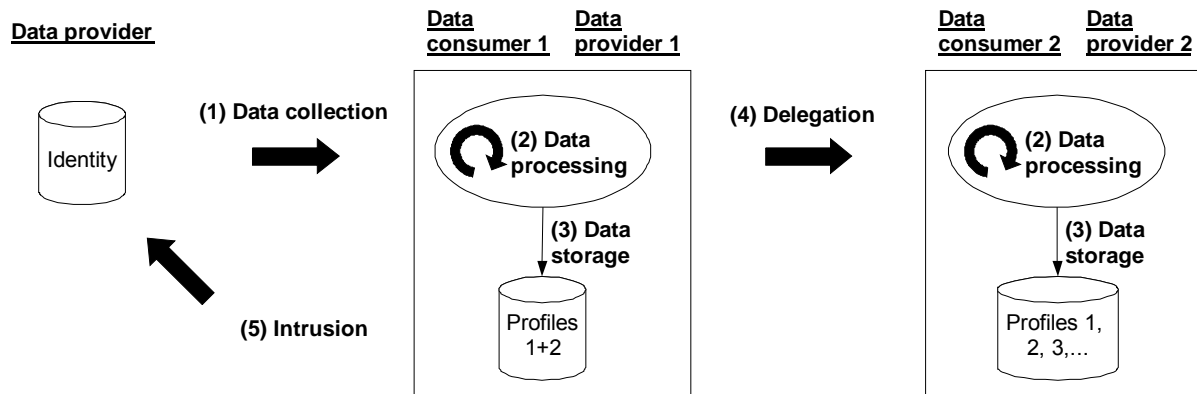 Data provider
Identity
(1) Data collection
(5) Intrusion
Data
consumer 1
Data
provider 1
(2) Data
processing
(3) Data
storage
Profiles
1+2
(4) Delegation
Data
consumer 2
Data
provider 2
(2) Data
processing
(3) Data
storage
Profiles 1,
2, 3,...